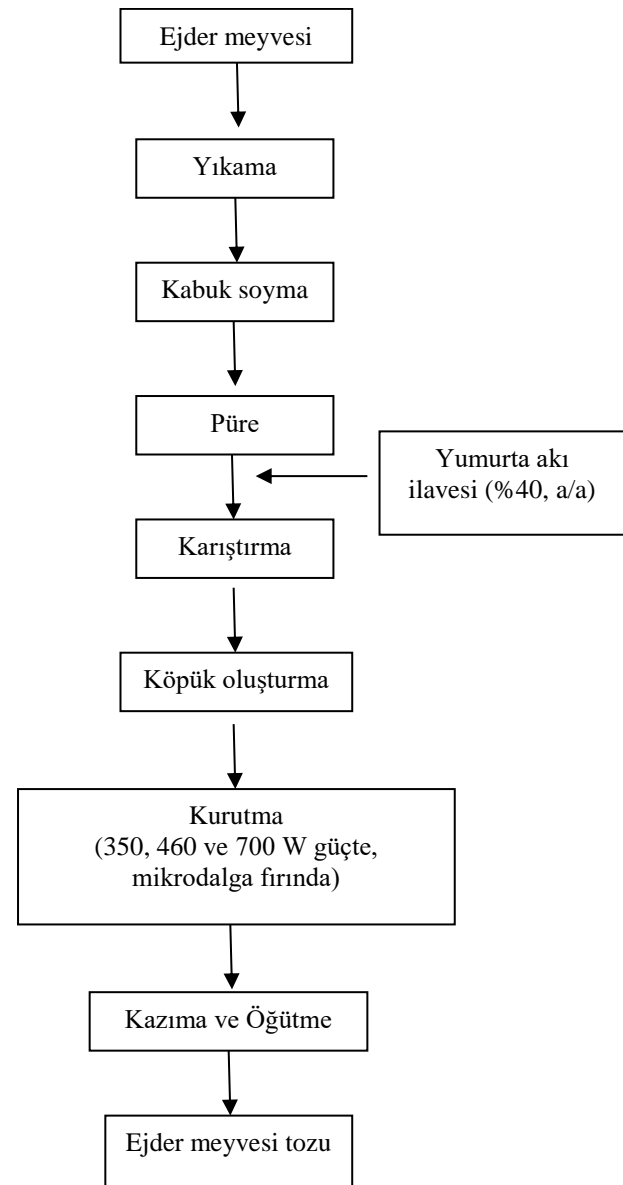 Ejder meyvesi
Yıkama
Kabuk soyma
Püre
Yumurta akı
ilavesi (%40, a/a)
Karıştırma
Köpük oluşturma
Kurutma
(350, 460 ve 700 W güçte,
mikrodalga fırında)
Kazıma ve Öğütme
Ejder meyvesi tozu